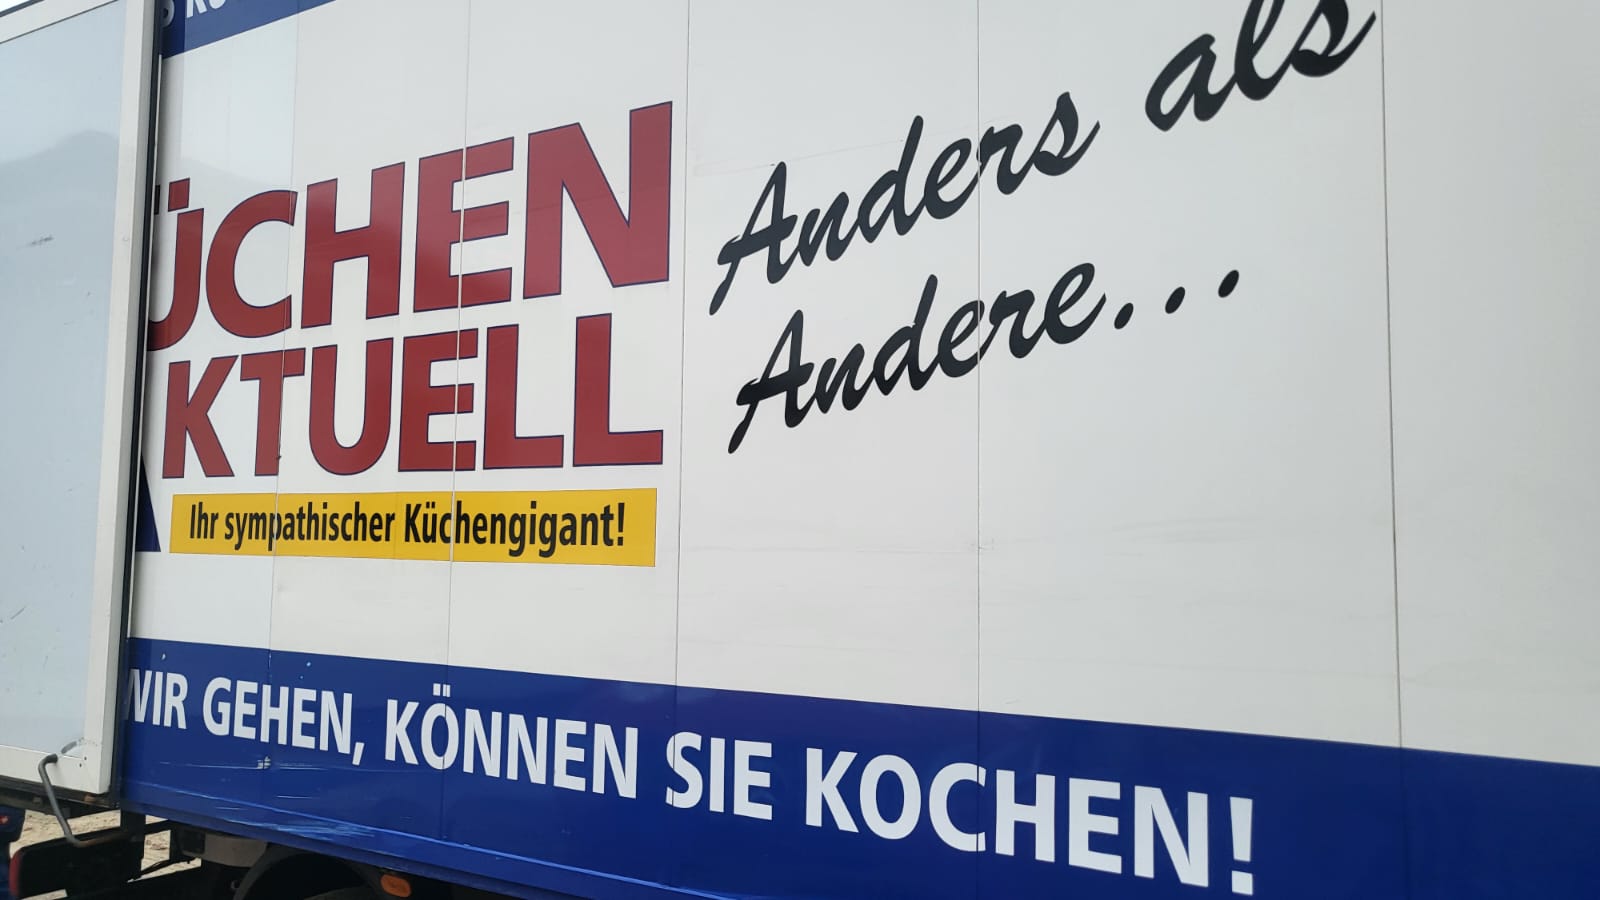 ÜCHEN
KTUELL
Ihr sympathischer Küchengigant!
Anders als
Andere...
WIR GEHEN, KÖNNEN SIE KOCHEN!